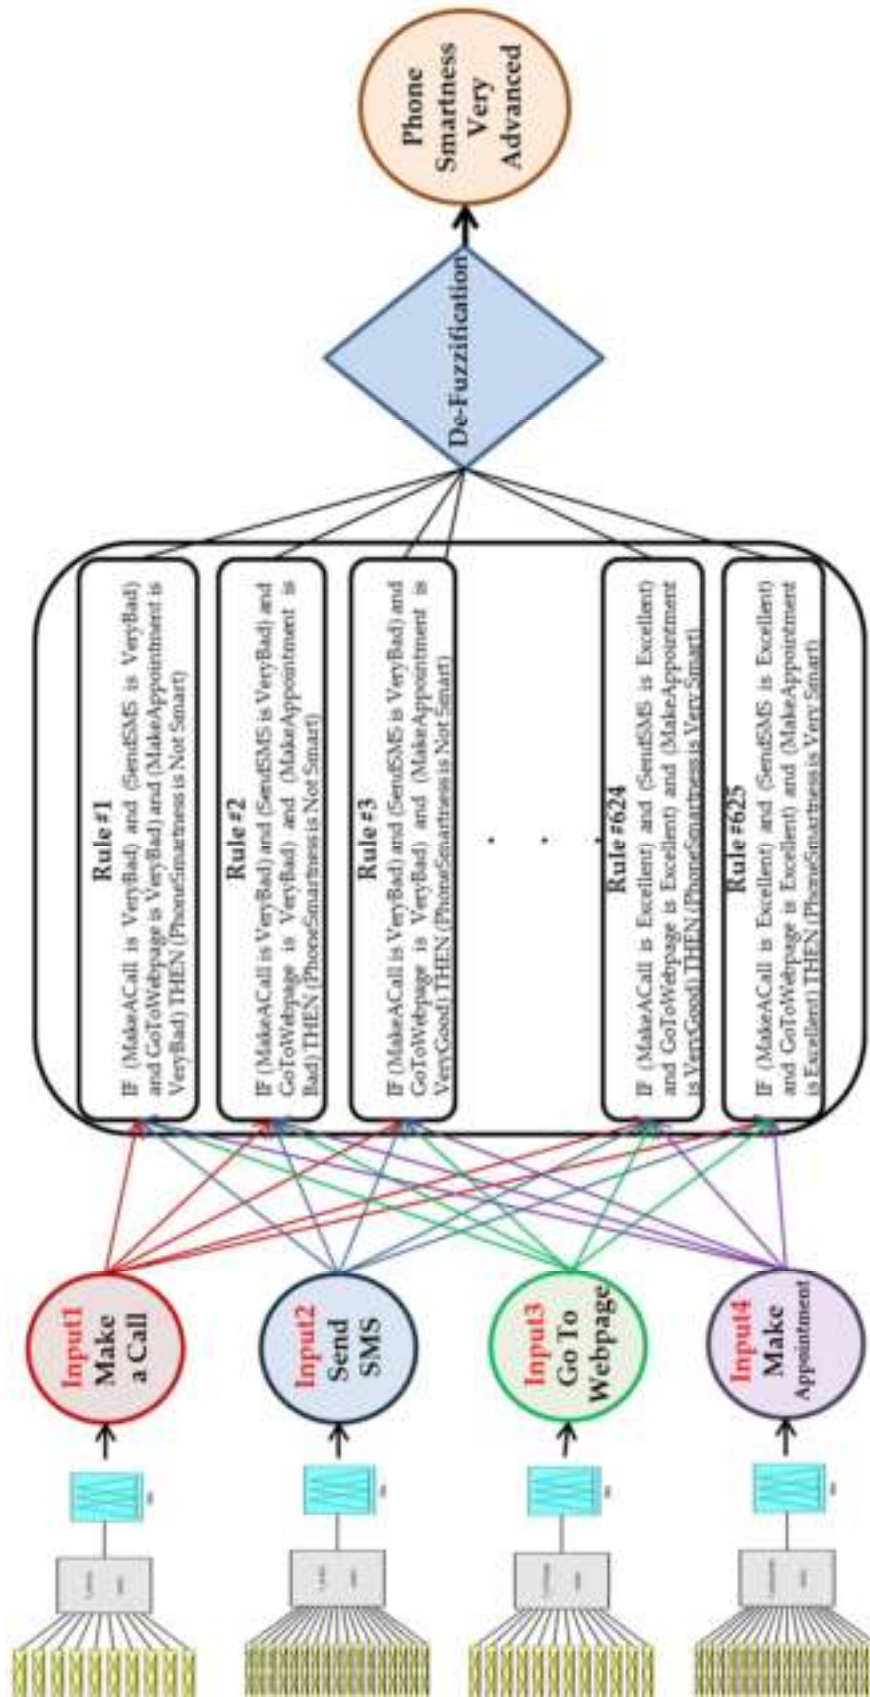 Input1
Make
a Call
Input2
Send
SMS
Input3
Go To
Webpage
Input4
Make
Appointment
Rule #1
IF (MakeACall is VeryBad) and (SendSMS is VeryBad)
and GoToWebpage is VeryBad) and (MakeAppointment is
VeryBad) THEN (PhoneSmartness is Not Smart)
Rule #2
IF (MakeACall is VeryBad) and (SendSMS is VeryBad) and
GoToWebpage is VeryBad) and (MakeAppointment is
Bad) THEN (PhoneSmartness is Not Smart)
Rule #3
IF (MakeACall is VeryBad) and (SendSMS is VeryBad) and
GoToWebpage is VeryBad) and (MakeAppointment is
VeryGood) THEN (PhoneSmartness is Not Smart)
. . .
Rule #624
IF (MakeACall is Excellent) and (SendSMS is Excellent)
and GoToWebpage is Excellent) and (MakeAppointment
is VeryGood) THEN (PhoneSmartness is Very Smart)
Rule #625
IF (MakeACall is Excellent) and (SendSMS is Excellent)
and GoToWebpage is Excellent) and (MakeAppointment
is Excellent) THEN (PhoneSmartness is Very Smart)
De-Fuzzification
Phone
Smartness
Very
Advanced